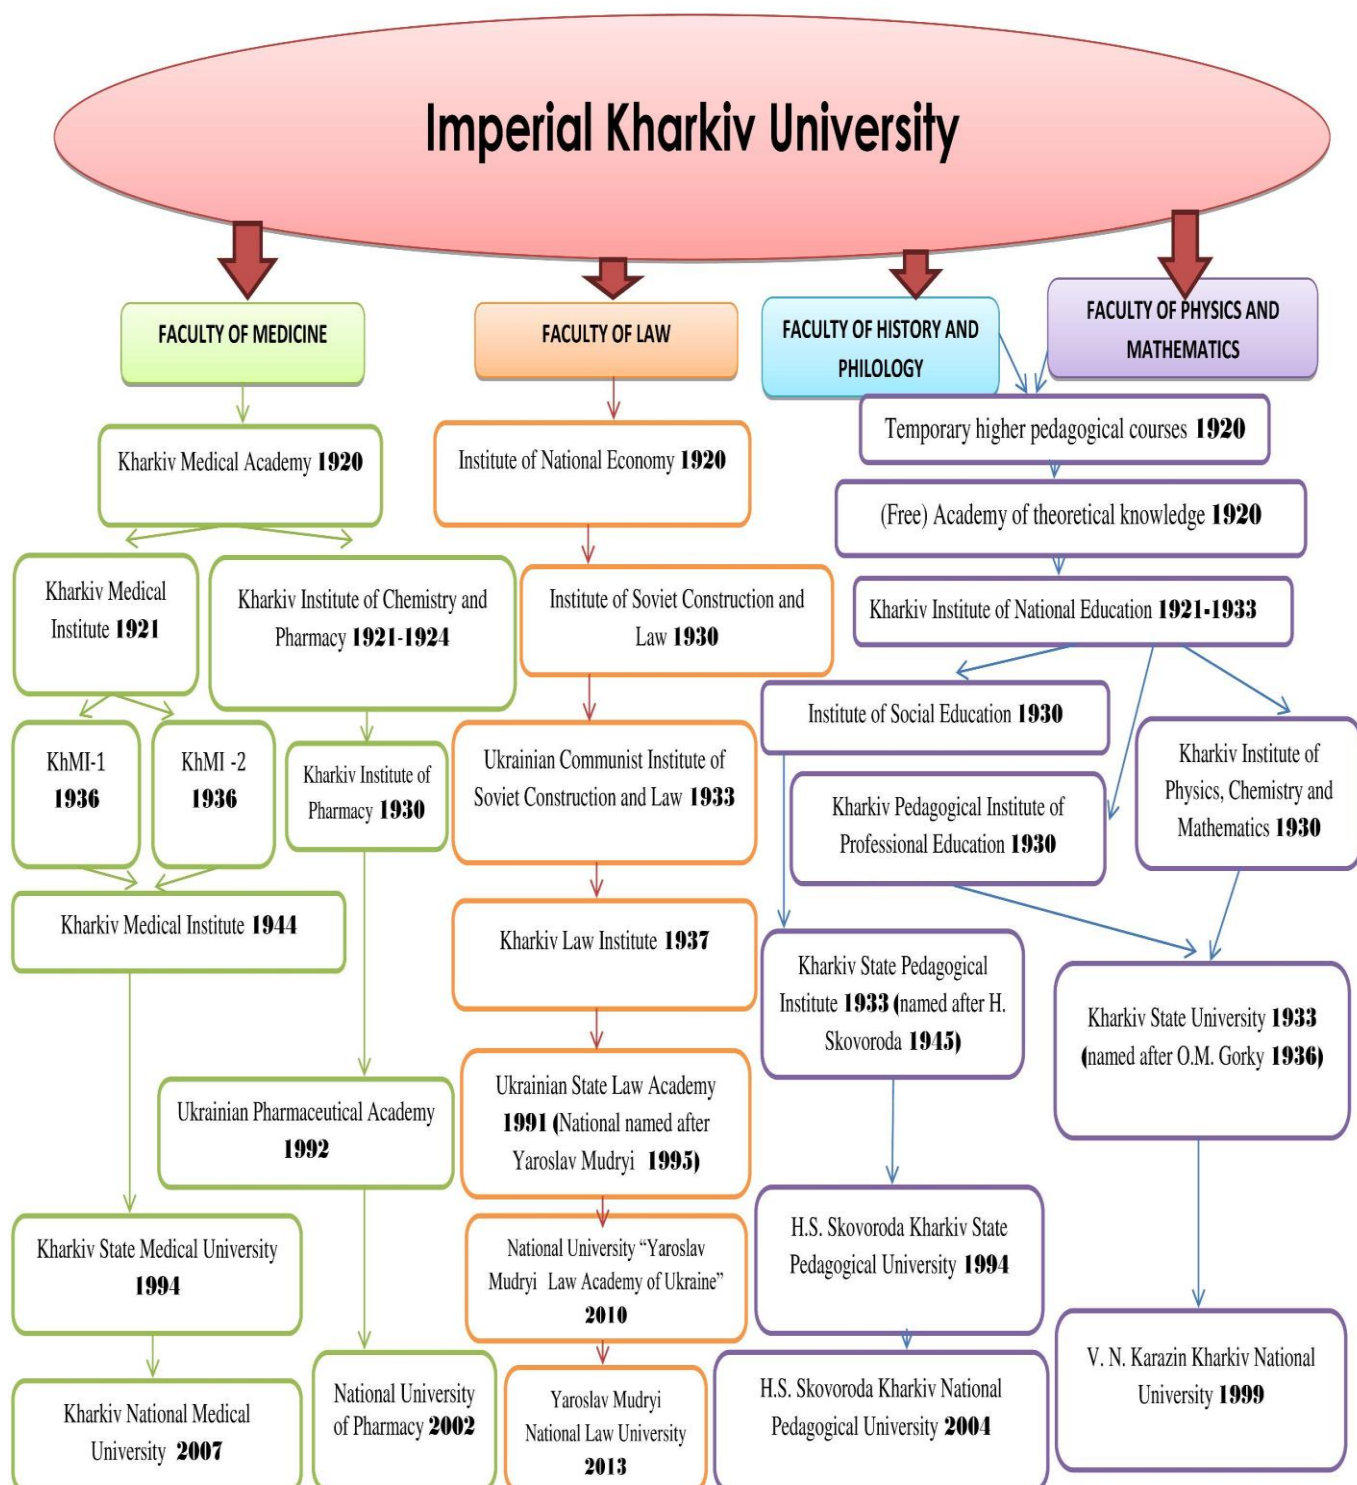 Imperial Kharkiv University
FACULTY OF MEDICINE
FACULTY OF LAW
FACULTY OF HISTORY AND
PHILOLOGY
FACULTY OF PHYSICS AND
MATHEMATICS
Kharkiv Medical Academy 1920
Institute of National Economy 1920
Temporary higher pedagogical courses 1920
(Free) Academy of theoretical knowledge 1920
Kharkiv Medical
Institute 1921
Kharkiv Institute of Chemistry and
Pharmacy 1921-1924
Institute of Soviet Construction and
Law 1930
Kharkiv Institute of National Education 1921-1933
Institute of Social Education 1930
KhMI-1
1936
KhMI -2
1936
Kharkiv Institute of
Pharmacy 1930
Ukrainian Communist Institute of
Soviet Construction and Law 1933
Kharkiv Pedagogical Institute of
Professional Education 1930
Kharkiv Institute of
Physics, Chemistry and
Mathematics 1930
Kharkiv Medical Institute 1944
Kharkiv Law Institute 1937
Kharkiv State Pedagogical
Institute 1933 (named after H.
Skovoroda 1945)
Kharkiv State University 1933
(named after O.M. Gorky 1936)
Ukrainian Pharmaceutical Academy
1992
Ukrainian State Law Academy
1991 (National named after
Yaroslav Mudryi 1995)
Kharkiv State Medical University
1994
National University “Yaroslav
Mudryi Law Academy of Ukraine”
2010
H.S. Skovoroda Kharkiv State
Pedagogical University 1994
Kharkiv National Medical
University 2007
National University
of Pharmacy 2002
Yaroslav Mudryi
National Law University
2013
H.S. Skovoroda Kharkiv National
Pedagogical University 2004
V. N. Karazin Kharkiv National
University 1999